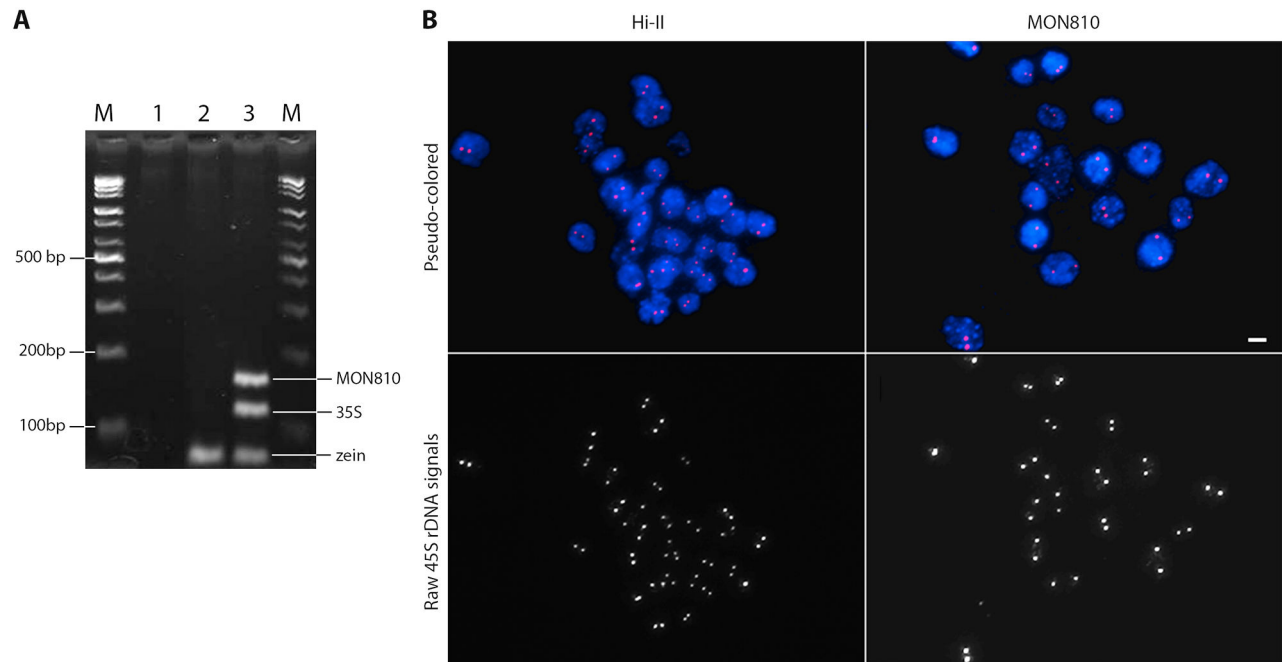 A
M 1 2 3 M
500 bp
200bp
MON810
35S
100bp
zein
B
Hi-II MON810
Pseudo-colored
Raw 45S rDNA signals